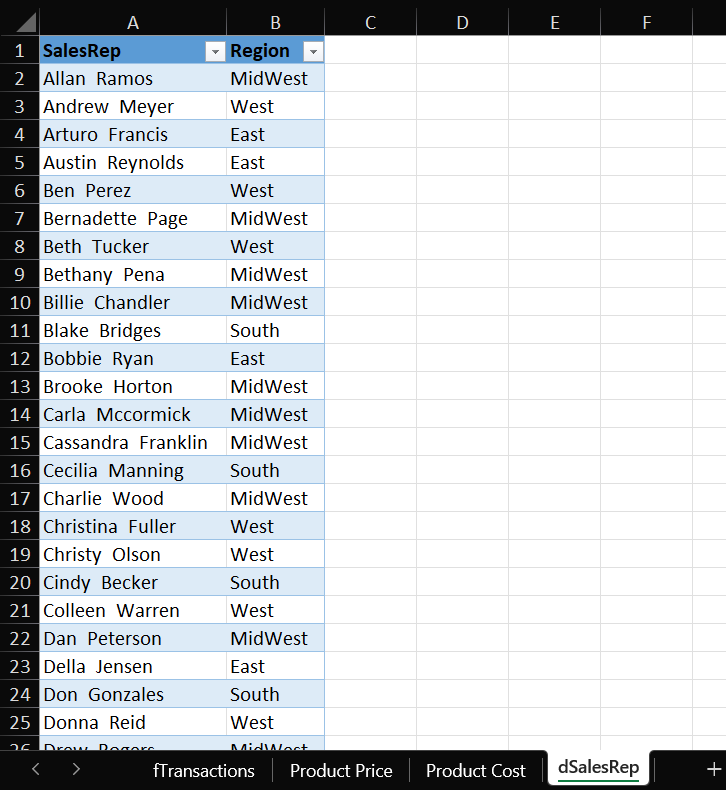 A B C D E F
1 SalesRep Region
2 Allan Ramos MidWest
3 Andrew Meyer West
4 Arturo Francis East
5 Austin Reynolds East
6 Ben Perez West
7 Bernadette Page MidWest
8 Beth Tucker West
9 Bethany Pena MidWest
10 Billie Chandler MidWest
11 Blake Bridges South
12 Bobbie Ryan East
13 Brooke Horton MidWest
14 Carla Mccormick MidWest
15 Cassandra Franklin MidWest
16 Cecilia Manning South
17 Charlie Wood MidWest
18 Christina Fuller West
19 Christy Olson West
20 Cindy Becker South
21 Colleen Warren West
22 Dan Peterson MidWest
23 Della Jensen East
24 Don Gonzales South
25 Donna Reid West
26 Drew Rogers MidWest
fTransactions Product Price Product Cost dSalesRep